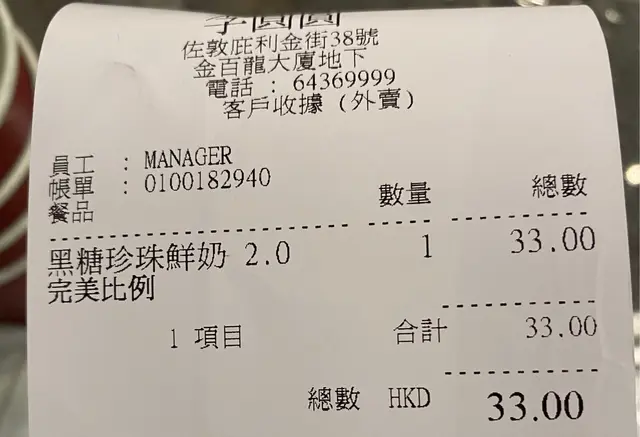 李圓圓
佐敦庇利金街38號
金百龍大廈地下
電話 : 64369999
客戶收據 (外賣)
員工 : MANAGER
帳單 : 0100182940
餐品 數量 總數
黑糖珍珠鮮奶 2.0 1 33.00
完美比例
1 項目 合計 33.00
總數 HKD 33.00